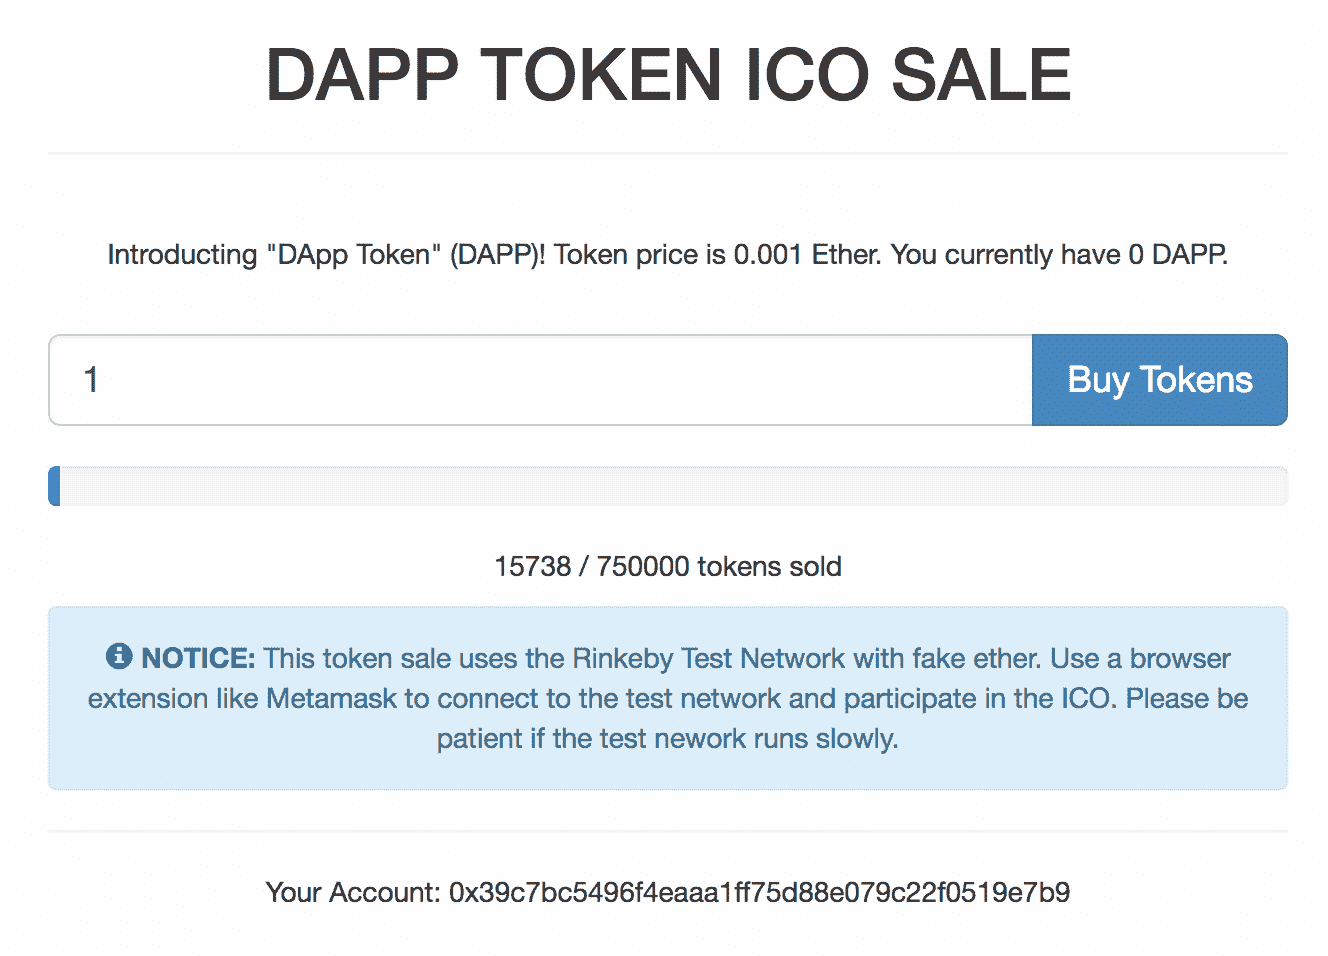 DAPP TOKEN ICO SALE
Introducting "DApp Token" (DAPP)! Token price is 0.001 Ether. You currently have 0 DAPP.
1
Buy Tokens
15738 / 750000 tokens sold
NOTICE: This token sale uses the Rinkeby Test Network with fake ether. Use a browser
extension like Metamask to connect to the test network and participate in the ICO. Please be
patient if the test nework runs slowly.
Your Account: 0x39c7bc5496f4eaaa1ff75d88e079c22f0519e7b9